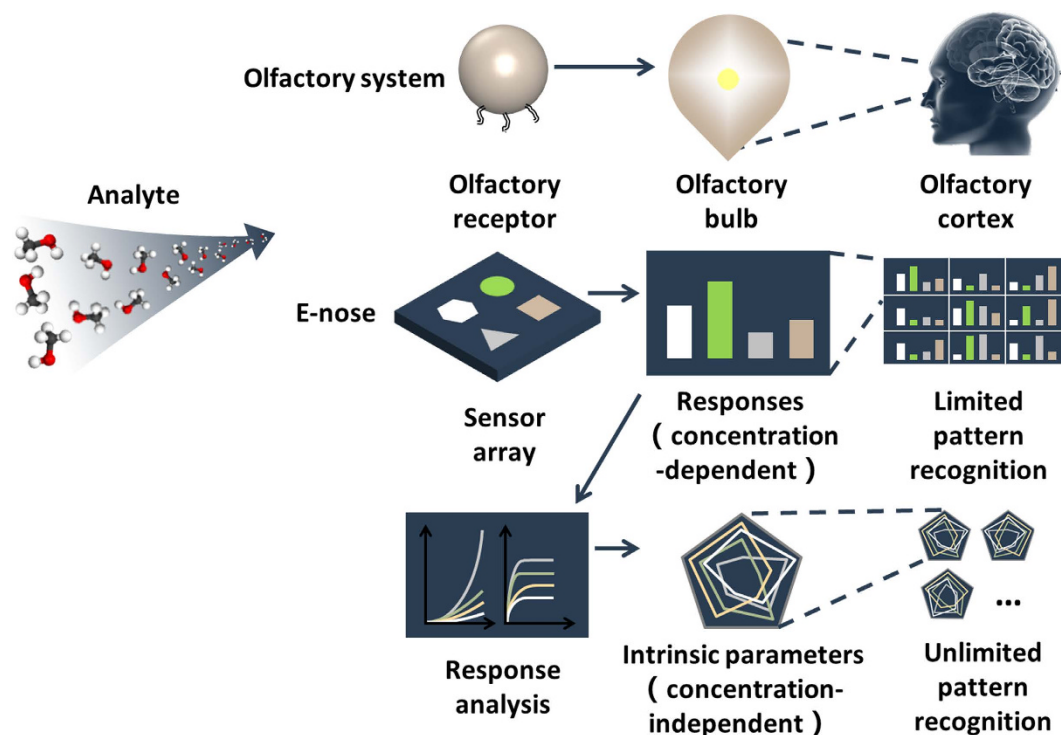 Olfactory system
Olfactory
receptor
Olfactory
bulb
Olfactory
cortex
Analyte
E-nose
Sensor
array
Responses
( concentration
-dependent )
Limited
pattern
recognition
Response
analysis
Intrinsic parameters
( concentration-
independent )
...
Unlimited
pattern
recognition